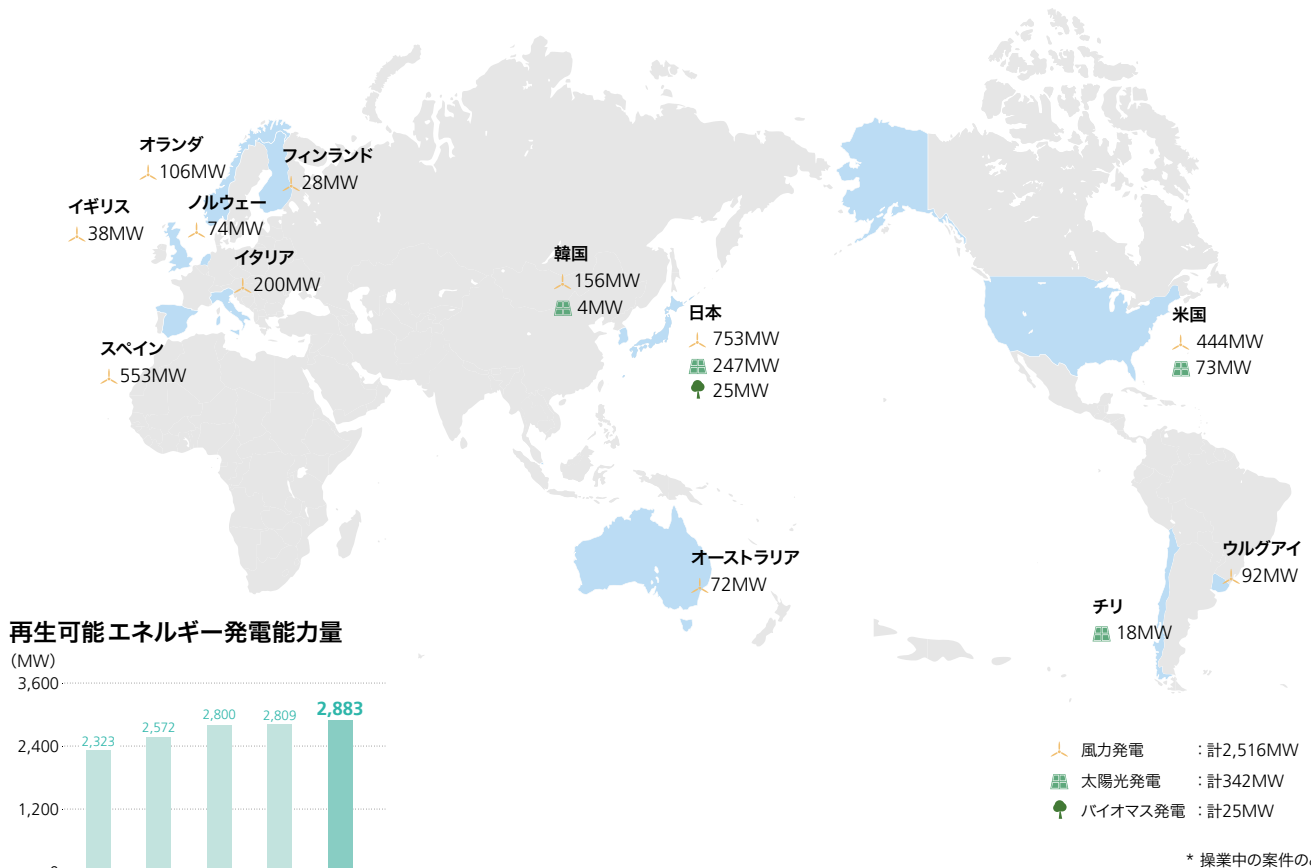 オランダ
106MW
フィンランド
28MW
イギリス
38MW
ノルウェー
74MW
イタリア
200MW
スペイン
553MW
韓国
156MW
4MW
日本
753MW
247MW
25MW
米国
444MW
73MW
オーストラリア
72MW
ウルグアイ
92MW
チリ
18MW
再生可能エネルギー発電能力量
(MW)
3,600
2,400
1,200
2,323
2,572
2,800
2,809
2,883
風力発電 : 計2,516MW
太陽光発電 : 計342MW
バイオマス発電 : 計25MW
* 操業中の案件の